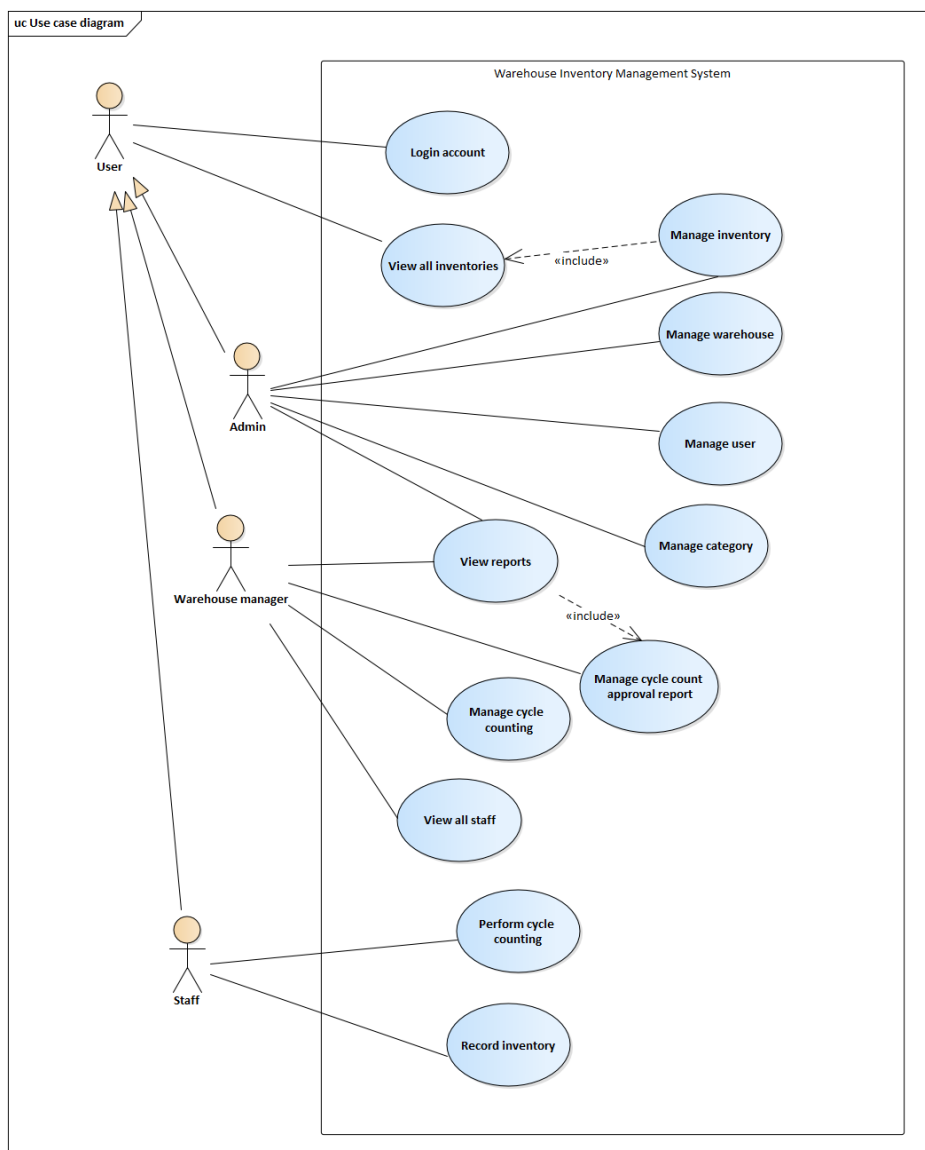 uc Use case diagram
Warehouse Inventory Management System
User
Login account
View all inventories
«include»
Manage inventory
Manage warehouse
Admin
Manage user
Manage category
View reports
Warehouse manager
«include»
Manage cycle count
approval report
Manage cycle
counting
View all staff
Perform cycle
counting
Staff
Record inventory